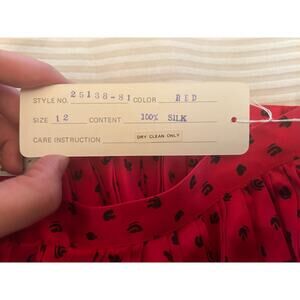 STYLE NO. 25138-81 COLOR RED
SIZE 12 CONTENT 100% SILK
CARE INSTRUCTION DRY CLEAN ONLY